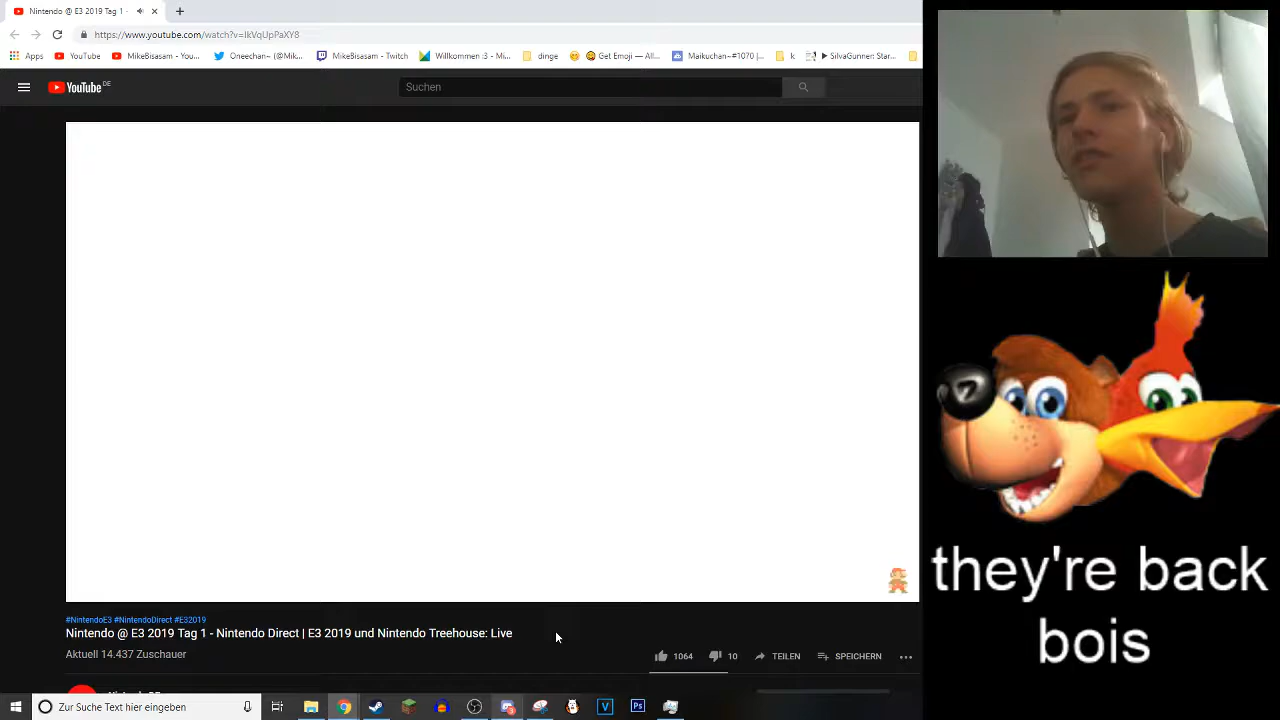 Nintendo @ E3 2019 Tag 1 -
https://www.youtube.com/watch?v=lkVqUpPaXY8
Apps YouTube MikeBisasam - You... Oneechan~ (@Mik... MikeBisasam - Twitch Willkommen :3 - Mi... dinge Get Emoji — All... Maikuchan~#1070 |... k SilvaGunner: Star...
YouTube DE
Suchen
#NintendoE3 #NintendoDirect #E32019
Nintendo @ E3 2019 Tag 1 - Nintendo Direct | E3 2019 und Nintendo Treehouse: Live
Aktuell 14.437 Zuschauer
1064 10 TEILEN SPEICHERN
Zur Suche Text hier eingeben
they're back
bois